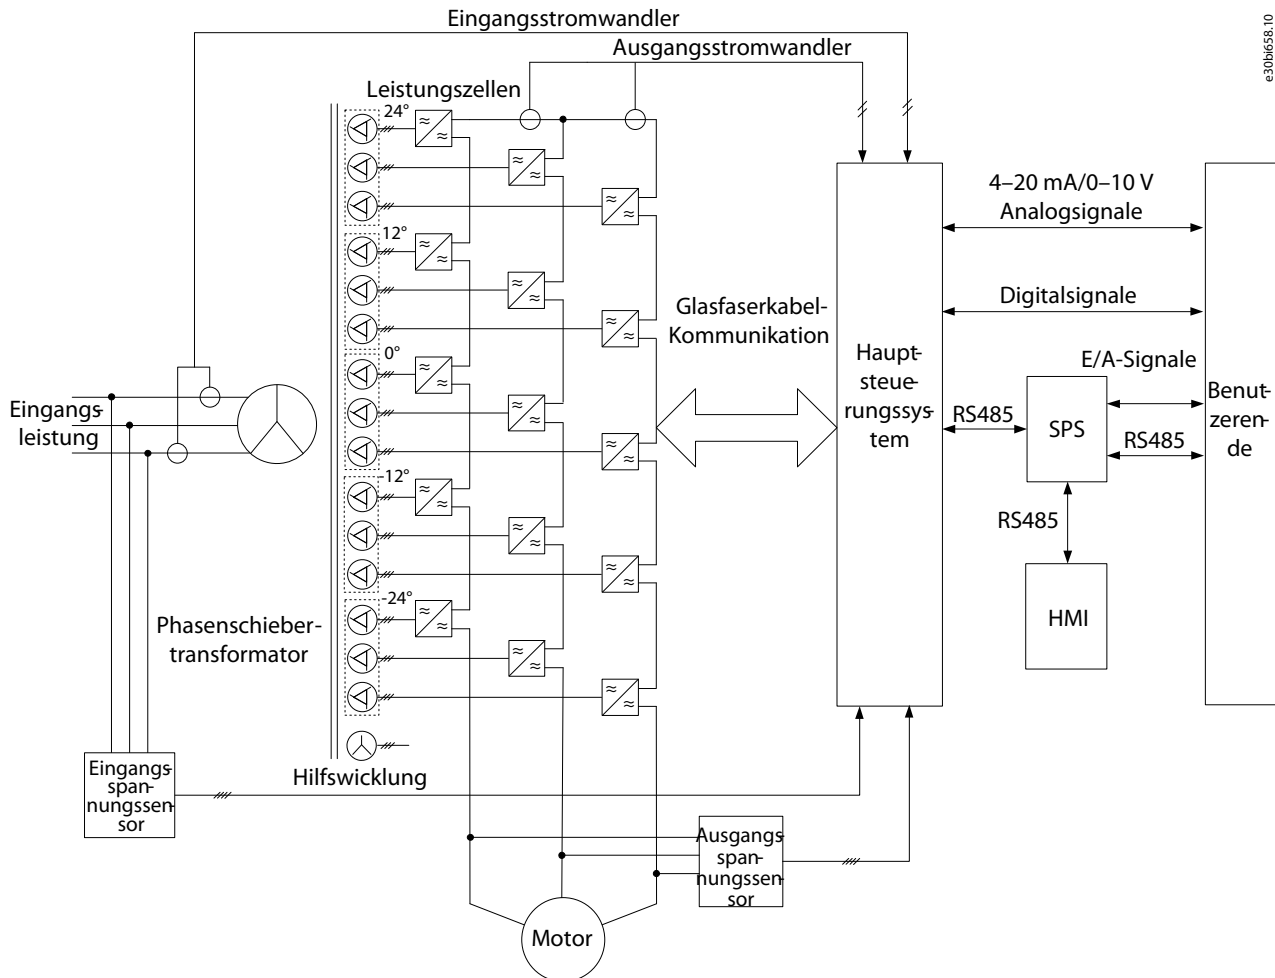 Eingangsstromwandler
Ausgangsstromwandler
e30bi658.10
Leistungszellen
24°
12°
0°
-12°
-24°
4–20 mA/0–10 V
Analogsignale
Digitalsignale
Glasfaserkabel-
Kommunikation
Haupt-
steue-
rungssys-
tem
E/A-Signale
RS485
SPS
RS485
Benut-
zeren-
de
RS485
HMI
Eingangs-
leistung
Phasenschieber-
transformator
Hilfswicklung
Eingangs-
span-
nungssen-
sor
Ausgangs-
span-
nungssen-
sor
Motor